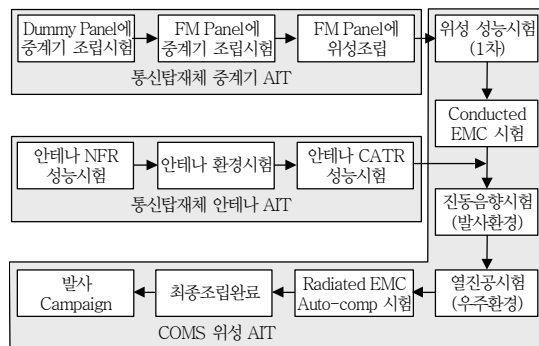 Dummy Panel에
중계기 조립시험
FM Panel에
중계기 조립시험
FM Panel에
위성조립
위성 성능시험
(1차)
통신탑재체 중계기 AIT
Conducted
EMC 시험
안테나 NFR
성능시험
안테나 환경시험
안테나 CATR
성능시험
통신탑재체 안테나 AIT
진동음향시험
(발사환경)
발사
Campaign
최종조립완료
Radiated EMC
Auto-comp 시험
열진공시험
(우주환경)
COMS 위성 AIT